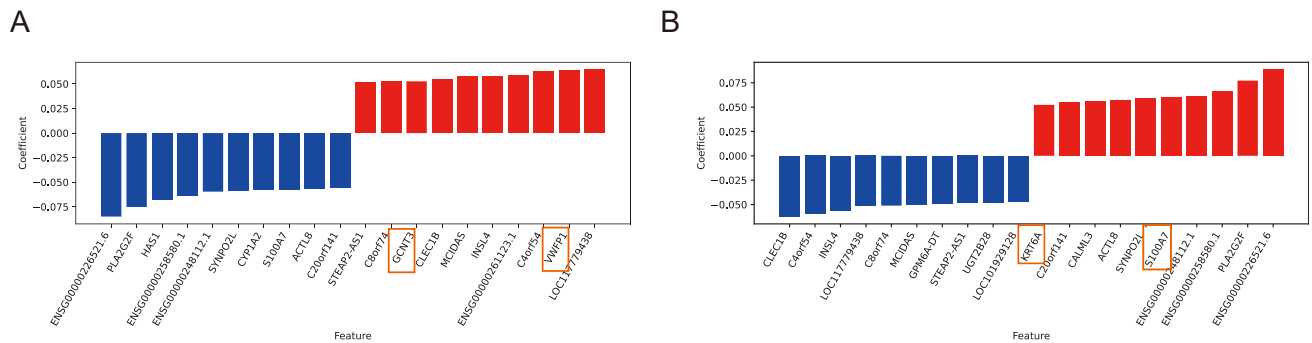 A
Coefficient
0.050
0.025
0.000
−0.025
−0.050
−0.075
ENSG00000226521.6
PLA2G2F
HAS1
ENSG00000258580.1
ENSG00000248112.1
SYNPO2L
CYP1A2
S100A7
ACTL8
C20orf141
STEAP2-AS1
C8orf74
GCNT3
CLEC1B
MCIDAS
INSL4
ENSG00000261123.1
C4orf54
VWFP1
LOC117779438
Feature
B
Coefficient
0.075
0.050
0.025
0.000
−0.025
−0.050
CLEC1B
C4orf54
INSL4
LOC117779438
C8orf74
MCIDAS
GPM6A-DT
STEAP2-AS1
UGT2B28
LOC101929128
KRT6A
C20orf141
CALML3
ACTL8
SYNPO2L
S100A7
ENSG00000248112.1
ENSG00000258580.1
PLA2G2F
ENSG00000226521.6
Feature